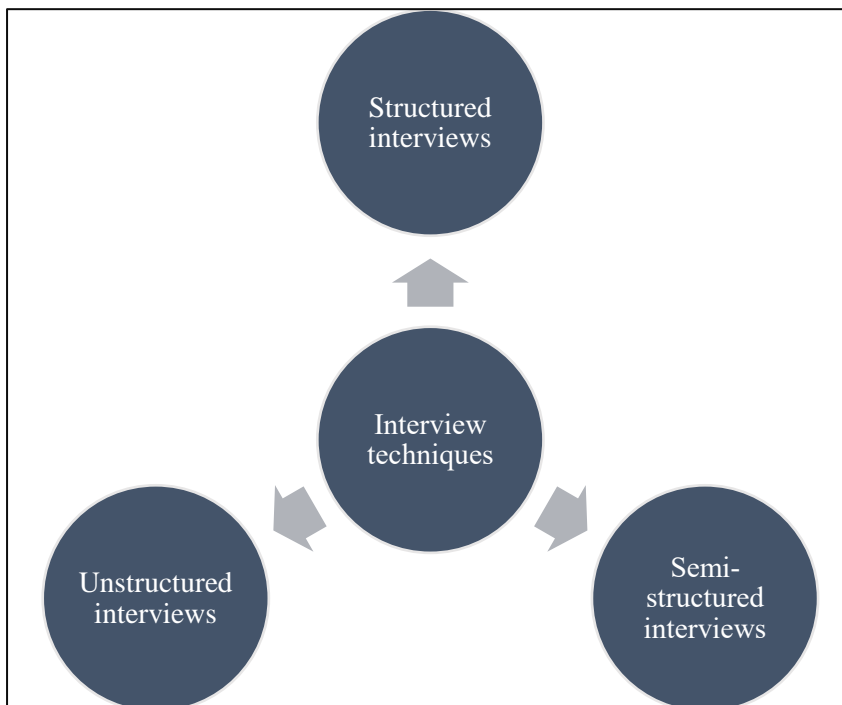 Structured
interviews
Interview
techniques
Unstructured
interviews
Semi-
structured
interviews